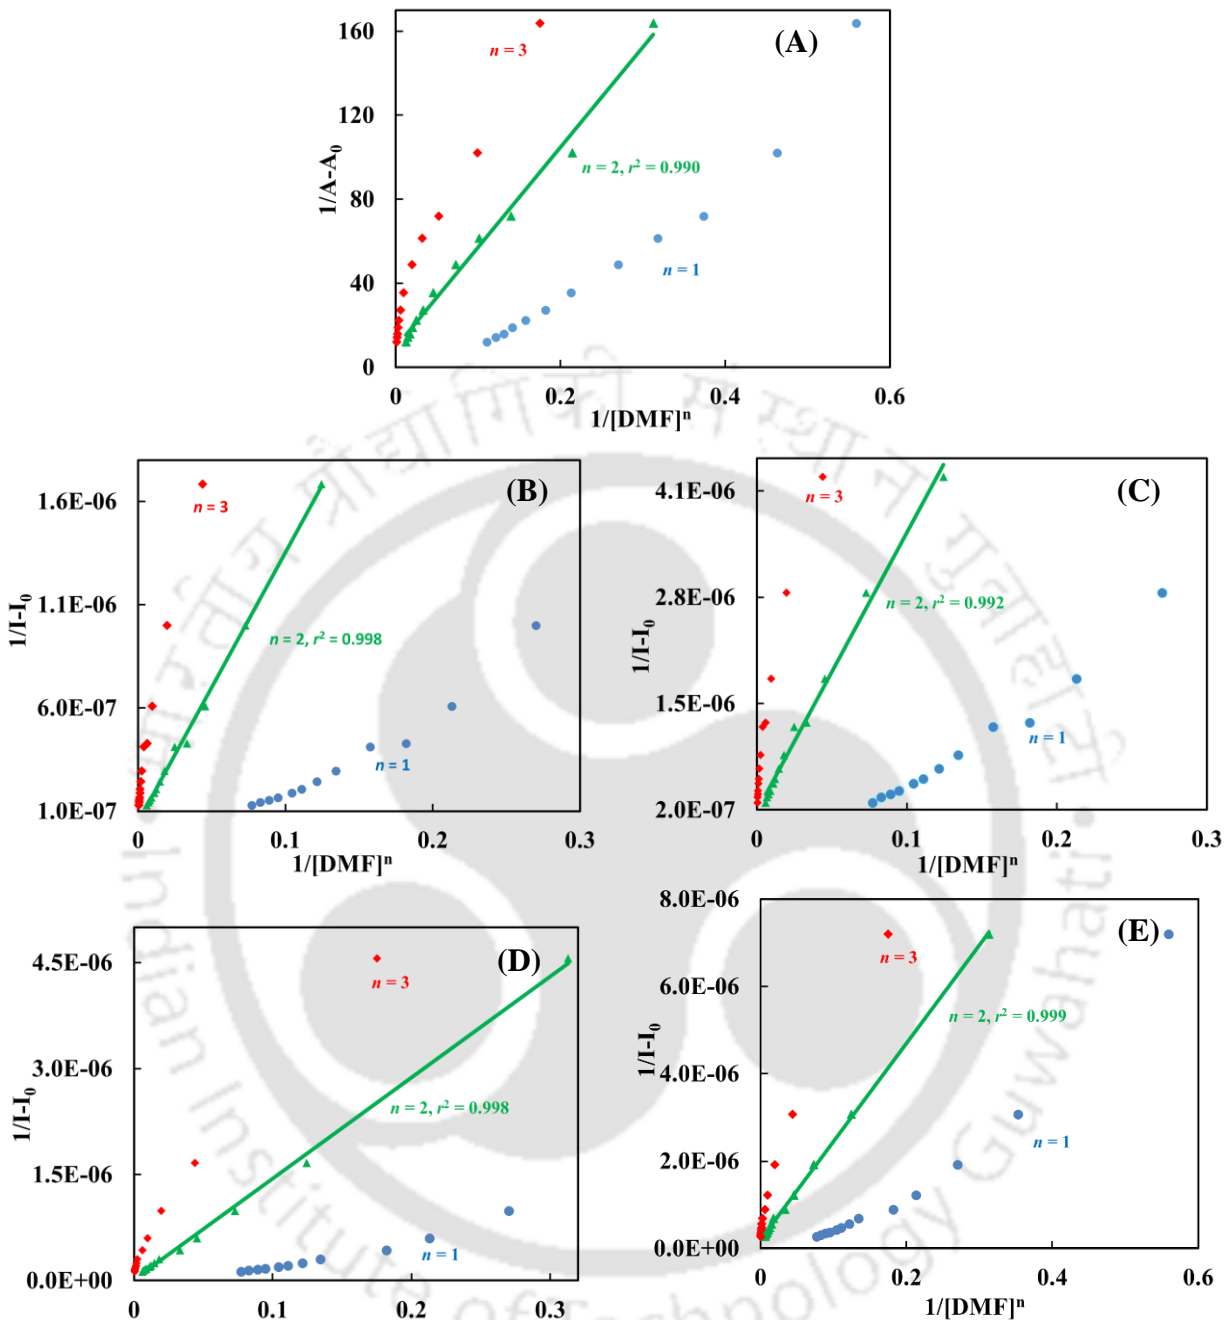 (A)
n = 3
n = 2, r² = 0.990
n = 1
160
120
80
40
0
1/A-A₀
0 0.2 0.4 0.6
1/[DMF]ⁿ
(B)
n = 3
n = 2, r² = 0.998
n = 1
1.6E-06
1.1E-06
6.0E-07
1.0E-07
1/I-I₀
0 0.1 0.2 0.3
1/[DMF]ⁿ
(C)
n = 3
n = 2, r² = 0.992
n = 1
4.1E-06
2.8E-06
1.5E-06
2.0E-07
1/I-I₀
0 0.1 0.2 0.3
1/[DMF]ⁿ
(D)
n = 3
n = 2, r² = 0.998
n = 1
4.5E-06
3.0E-06
1.5E-06
0.0E+00
1/I-I₀
0 0.1 0.2 0.3
(E)
n = 3
n = 2, r² = 0.999
n = 1
8.0E-06
6.0E-06
4.0E-06
2.0E-06
0.0E+00
1/I-I₀
0 0.2 0.4 0.6
1/[DMF]ⁿ
Indian Institute of Technology Guwahati